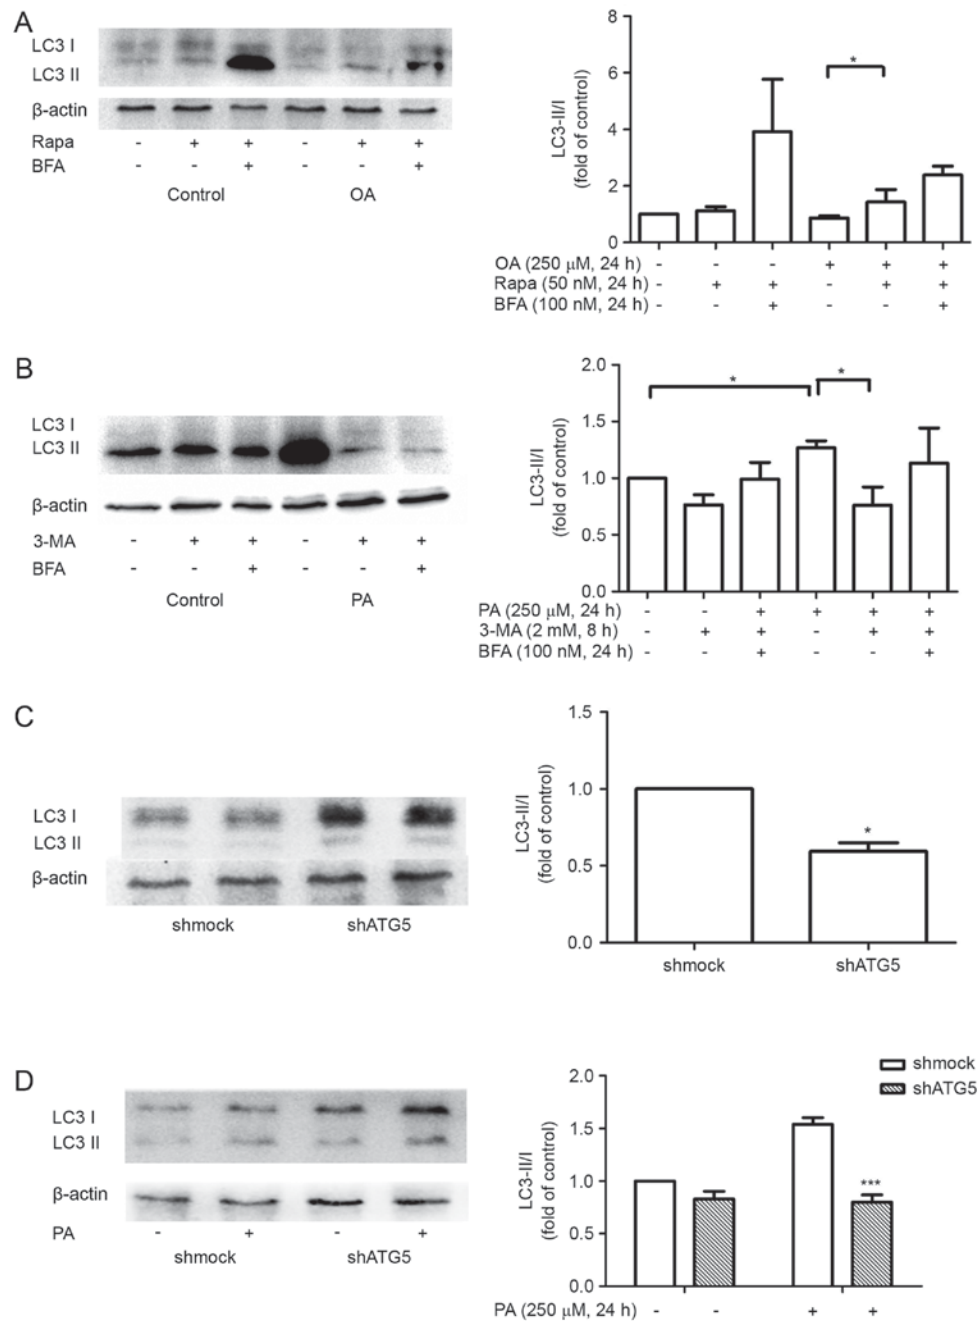 A
LC3 I
LC3 II
β-actin
Rapa - + + - + +
BFA - - + - - +
Control OA
8
6
4
2
0
LC3-II/I
(fold of control)
*
OA (250 μM, 24 h) - - - + + +
Rapa (50 nM, 24 h) - + + - + +
BFA (100 nM, 24 h) - - + - - +
B
LC3 I
LC3 II
β-actin
3-MA - + + - + +
BFA - - + - - +
Control PA
2.0
1.5
1.0
0.5
0.0
LC3-II/I
(fold of control)
* *
PA (250 μM, 24 h) - - + + + +
3-MA (2 mM, 8 h) - + + - + +
BFA (100 nM, 24 h) - - + - - +
C
LC3 I
LC3 II
β-actin
shmock shATG5
1.5
1.0
0.5
0.0
LC3-II/I
(fold of control)
*
shmock shATG5
D
LC3 I
LC3 II
β-actin
PA - + - +
shmock shATG5
shmock
shATG5
2.0
1.5
1.0
0.5
0.0
LC3-II/I
(fold of control)
***
PA (250 μM, 24 h) - - + +